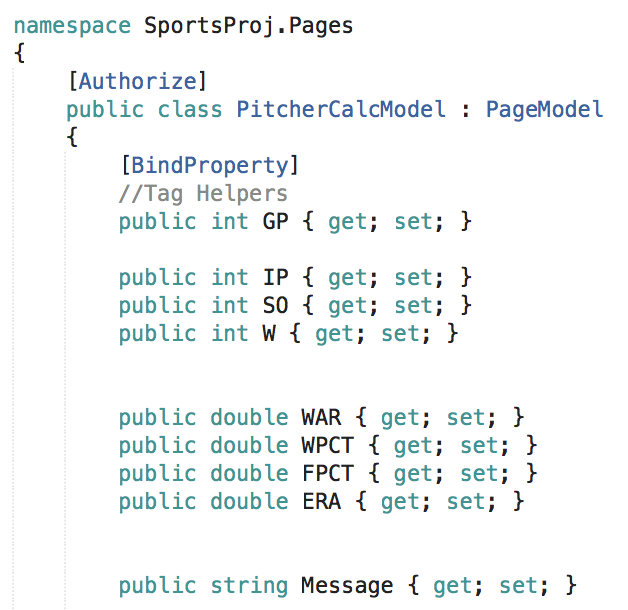 namespace SportsProj.Pages
{
[Authorize]
public class PitcherCalcModel : PageModel
{
[BindProperty]
//Tag Helpers
public int GP { get; set; }
public int IP { get; set; }
public int SO { get; set; }
public int W { get; set; }
public double WAR { get; set; }
public double WPCT { get; set; }
public double FPCT { get; set; }
public double ERA { get; set; }
public string Message { get; set; }